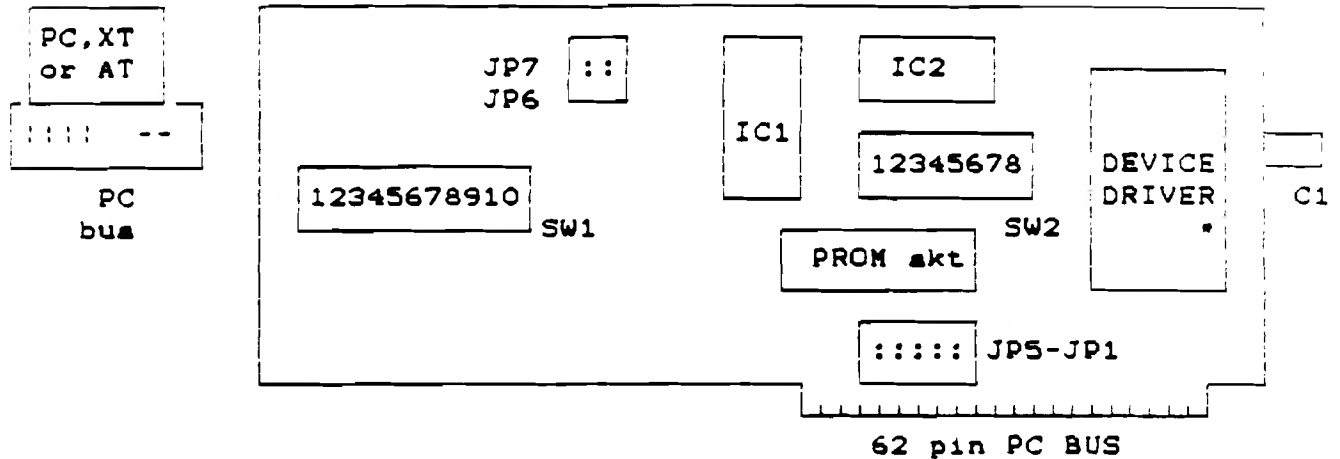 PC,XT
or AT
PC
bus
JP7 ::
JP6
12345678910
SW1
IC1
IC2
12345678
SW2
PROM skt
DEVICE
DRIVER
*
C1
::::: JP5-JP1
62 pin PC BUS